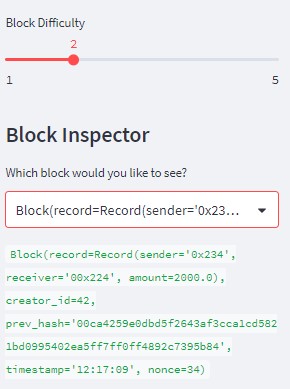 Block Difficulty
2
1 5
Block Inspector
Which block would you like to see?
Block(record=Record(sender='0x23...
Block(record=Record(sender='0x234',
receiver='00x224', amount=2000.0),
creator_id=42,
prev_hash='00ca4259e0dbd5f2643af3cca1cd582
1bd0995402ea5ff7ff0ff4892c7395b84',
timestamp='12:17:09', nonce=34)